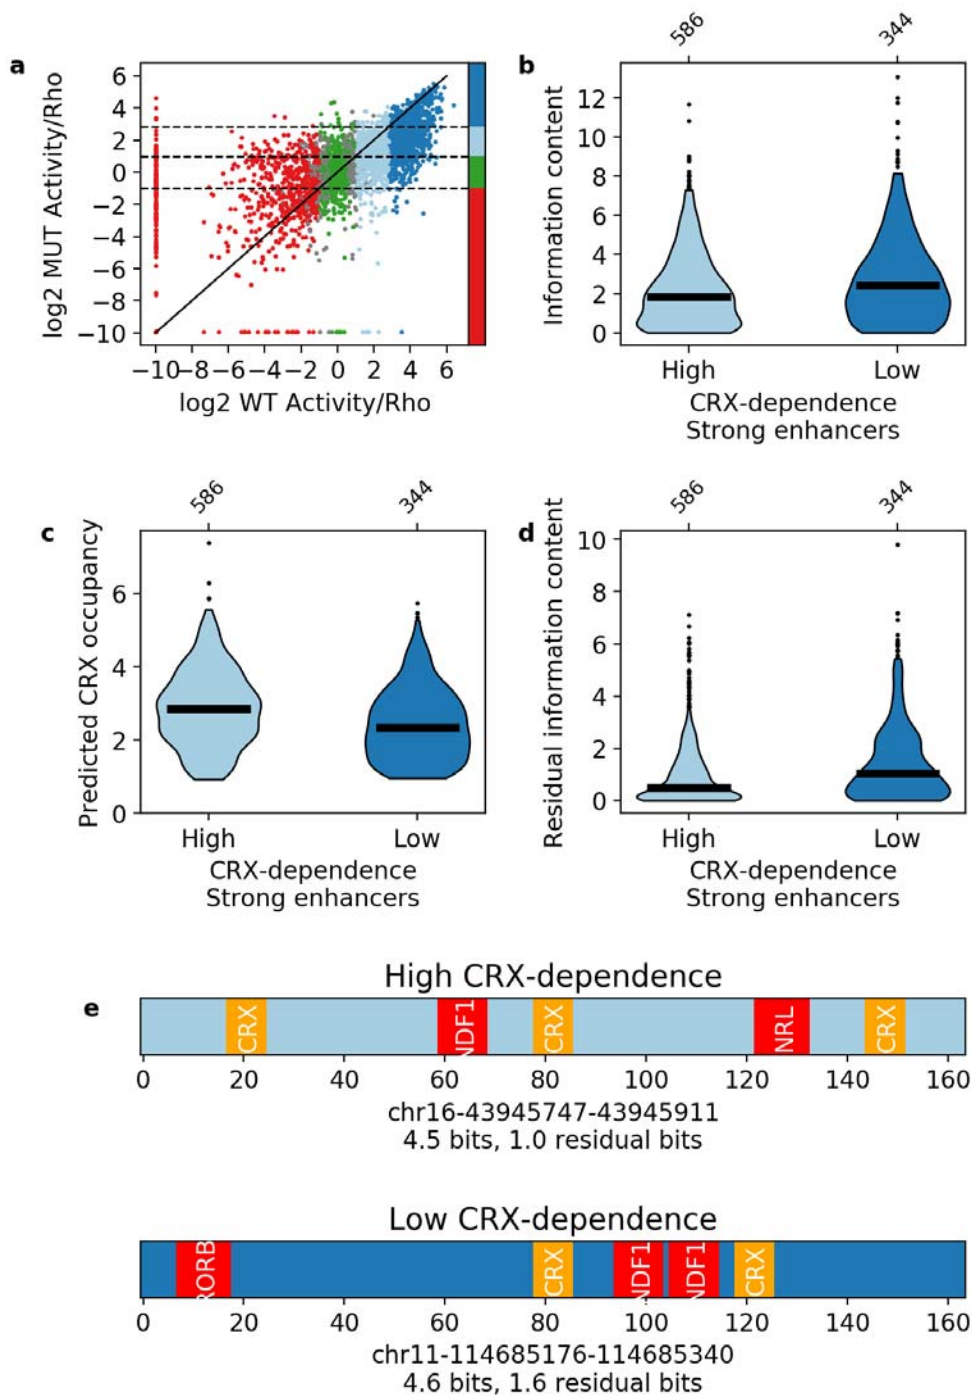 a
log2 MUT Activity/Rho
6
4
2
0
−2
−4
−6
−8
−10
−10
−8
−6
−4
−2
0
2
4
6
log2 WT Activity/Rho
b
586
344
Information content
12
10
8
6
4
2
0
High
Low
CRX-dependence
Strong enhancers
c
586
344
Predicted CRX occupancy
6
4
2
0
High
Low
CRX-dependence
Strong enhancers
d
586
344
Residual information content
10
8
6
4
2
0
High
Low
CRX-dependence
Strong enhancers
e
High CRX-dependence
CRX
NDF1
CRX
NRL
CRX
0 20 40 60 80 100 120 140 160
chr16-43945747-43945911
4.5 bits, 1.0 residual bits
Low CRX-dependence
RORB
CRX
NDF1
NDF1
CRX
0 20 40 60 80 100 120 140 160
chr11-114685176-114685340
4.6 bits, 1.6 residual bits